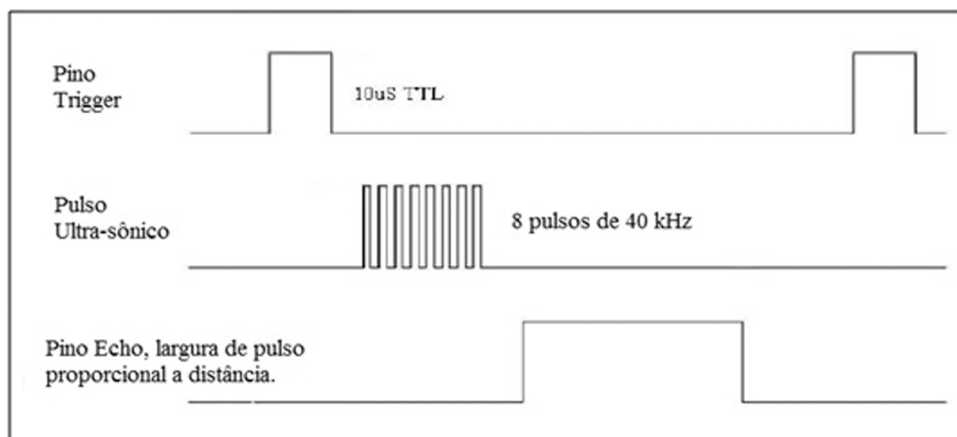 Pino
Trigger
10uS TTL
Pulso
Ultra-sônico
8 pulsos de 40 kHz
Pino Echo, largura de pulso
proporcional a distância.